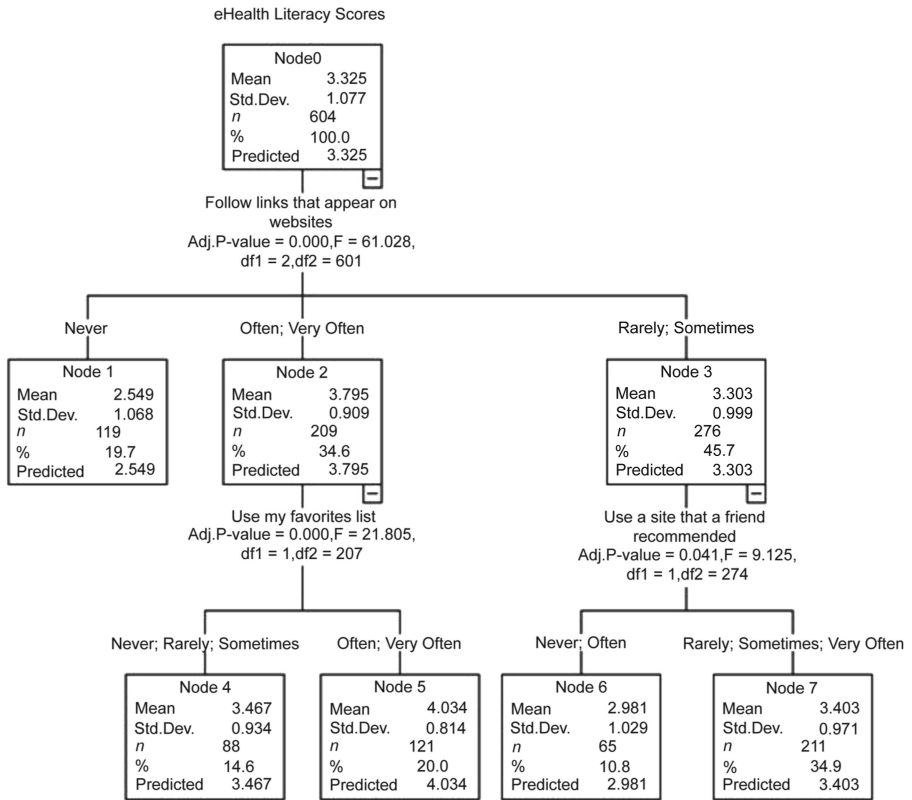 eHealth Literacy Scores
Node0
Mean 3.325
Std.Dev. 1.077
n 604
% 100.0
Predicted 3.325
Follow links that appear on
websites
Adj.P-value = 0.000,F = 61.028,
df1 = 2,df2 = 601
Never
Often; Very Often
Rarely; Sometimes
Node 1
Mean 2.549
Std.Dev. 1.068
n 119
% 19.7
Predicted 2.549
Node 2
Mean 3.795
Std.Dev. 0.909
n 209
% 34.6
Predicted 3.795
Node 3
Mean 3.303
Std.Dev. 0.999
n 276
% 45.7
Predicted 3.303
Use my favorites list
Adj.P-value = 0.000,F = 21.805,
df1 = 1,df2 = 207
Use a site that a friend
recommended
Adj.P-value = 0.041,F = 9.125,
df1 = 1,df2 = 274
Never; Rarely; Sometimes
Often; Very Often
Never; Often
Rarely; Sometimes; Very Often
Node 4
Mean 3.467
Std.Dev. 0.934
n 88
% 14.6
Predicted 3.467
Node 5
Mean 4.034
Std.Dev. 0.814
n 121
% 20.0
Predicted 4.034
Node 6
Mean 2.981
Std.Dev. 1.029
n 65
% 10.8
Predicted 2.981
Node 7
Mean 3.403
Std.Dev. 0.971
n 211
% 34.9
Predicted 3.403